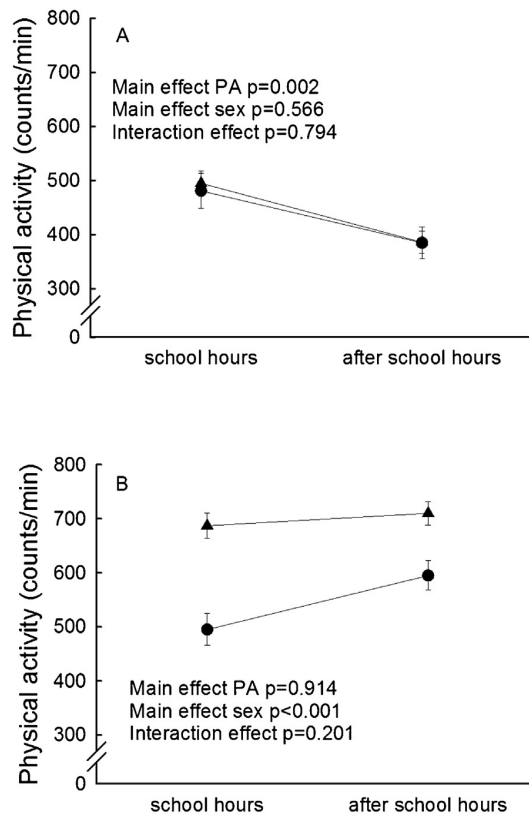 A
800
700
600
500
400
300
0
Physical activity (counts/min)
Main effect PA p=0.002
Main effect sex p=0.566
Interaction effect p=0.794
school hours after school hours
B
800
700
600
500
400
300
0
Physical activity (counts/min)
Main effect PA p=0.914
Main effect sex p<0.001
Interaction effect p=0.201
school hours after school hours